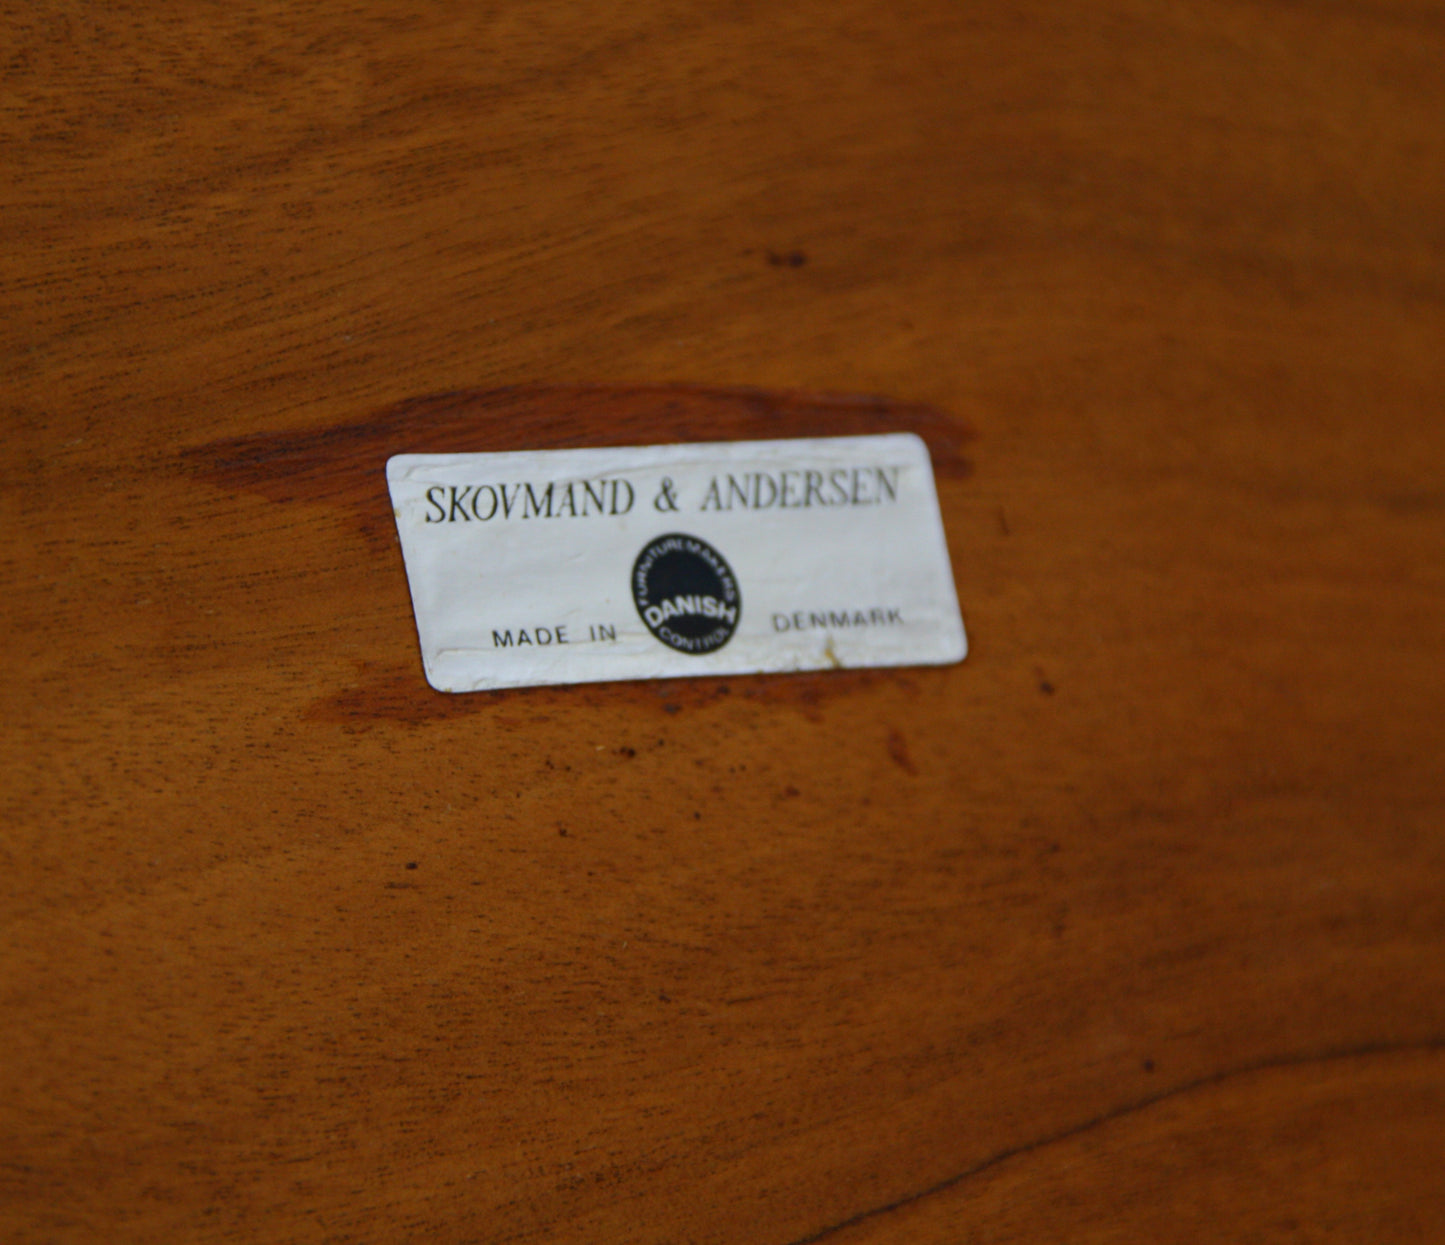 SKOVMAND & ANDERSEN
FURNITUREMAKERS
DANISH
CONTROL
MADE IN DENMARK